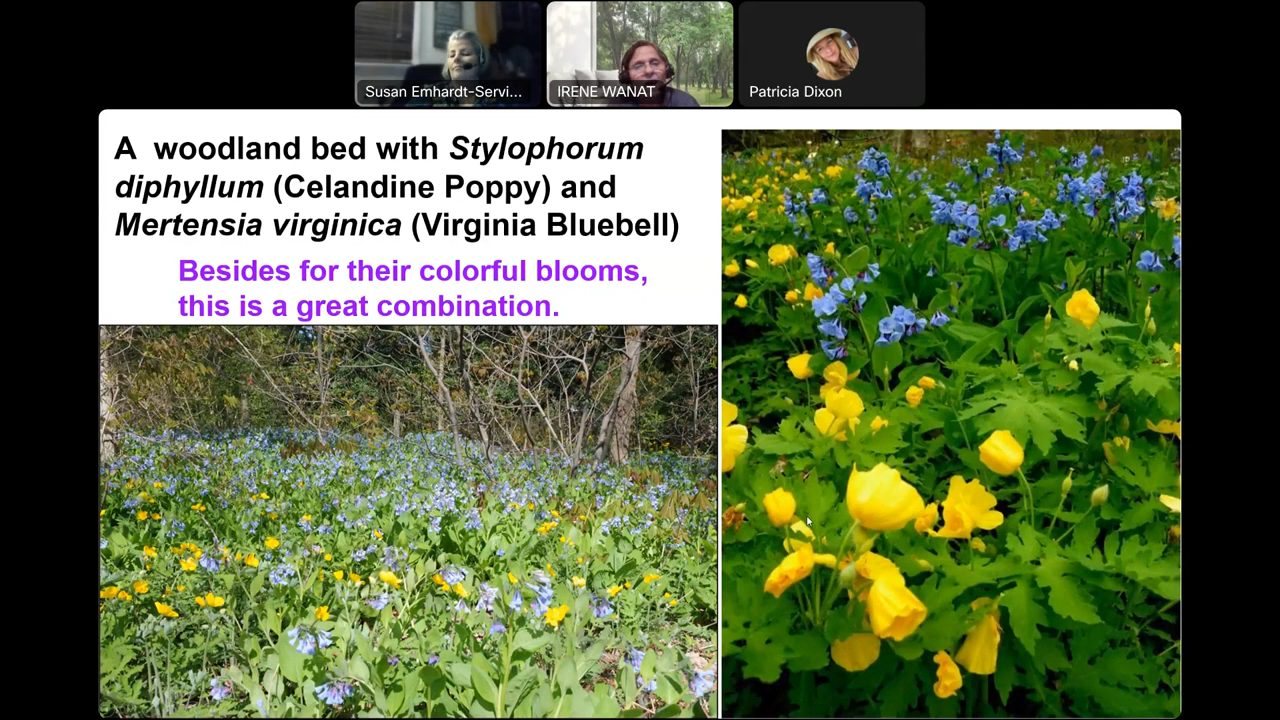 Susan Emhardt-Servi...
IRENE WANAT
Patricia Dixon
A woodland bed with Stylophorum
diphyllum (Celandine Poppy) and
Mertensia virginica (Virginia Bluebell)
Besides for their colorful blooms,
this is a great combination.